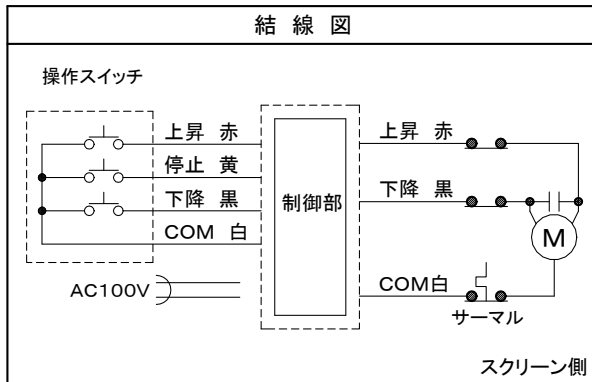 結線図
操作スイッチ
上昇 赤
停止 黄
下降 黒
COM 白
AC100V
制御部
上昇 赤
下降 黒
COM白
M
サーマル
スクリーン側